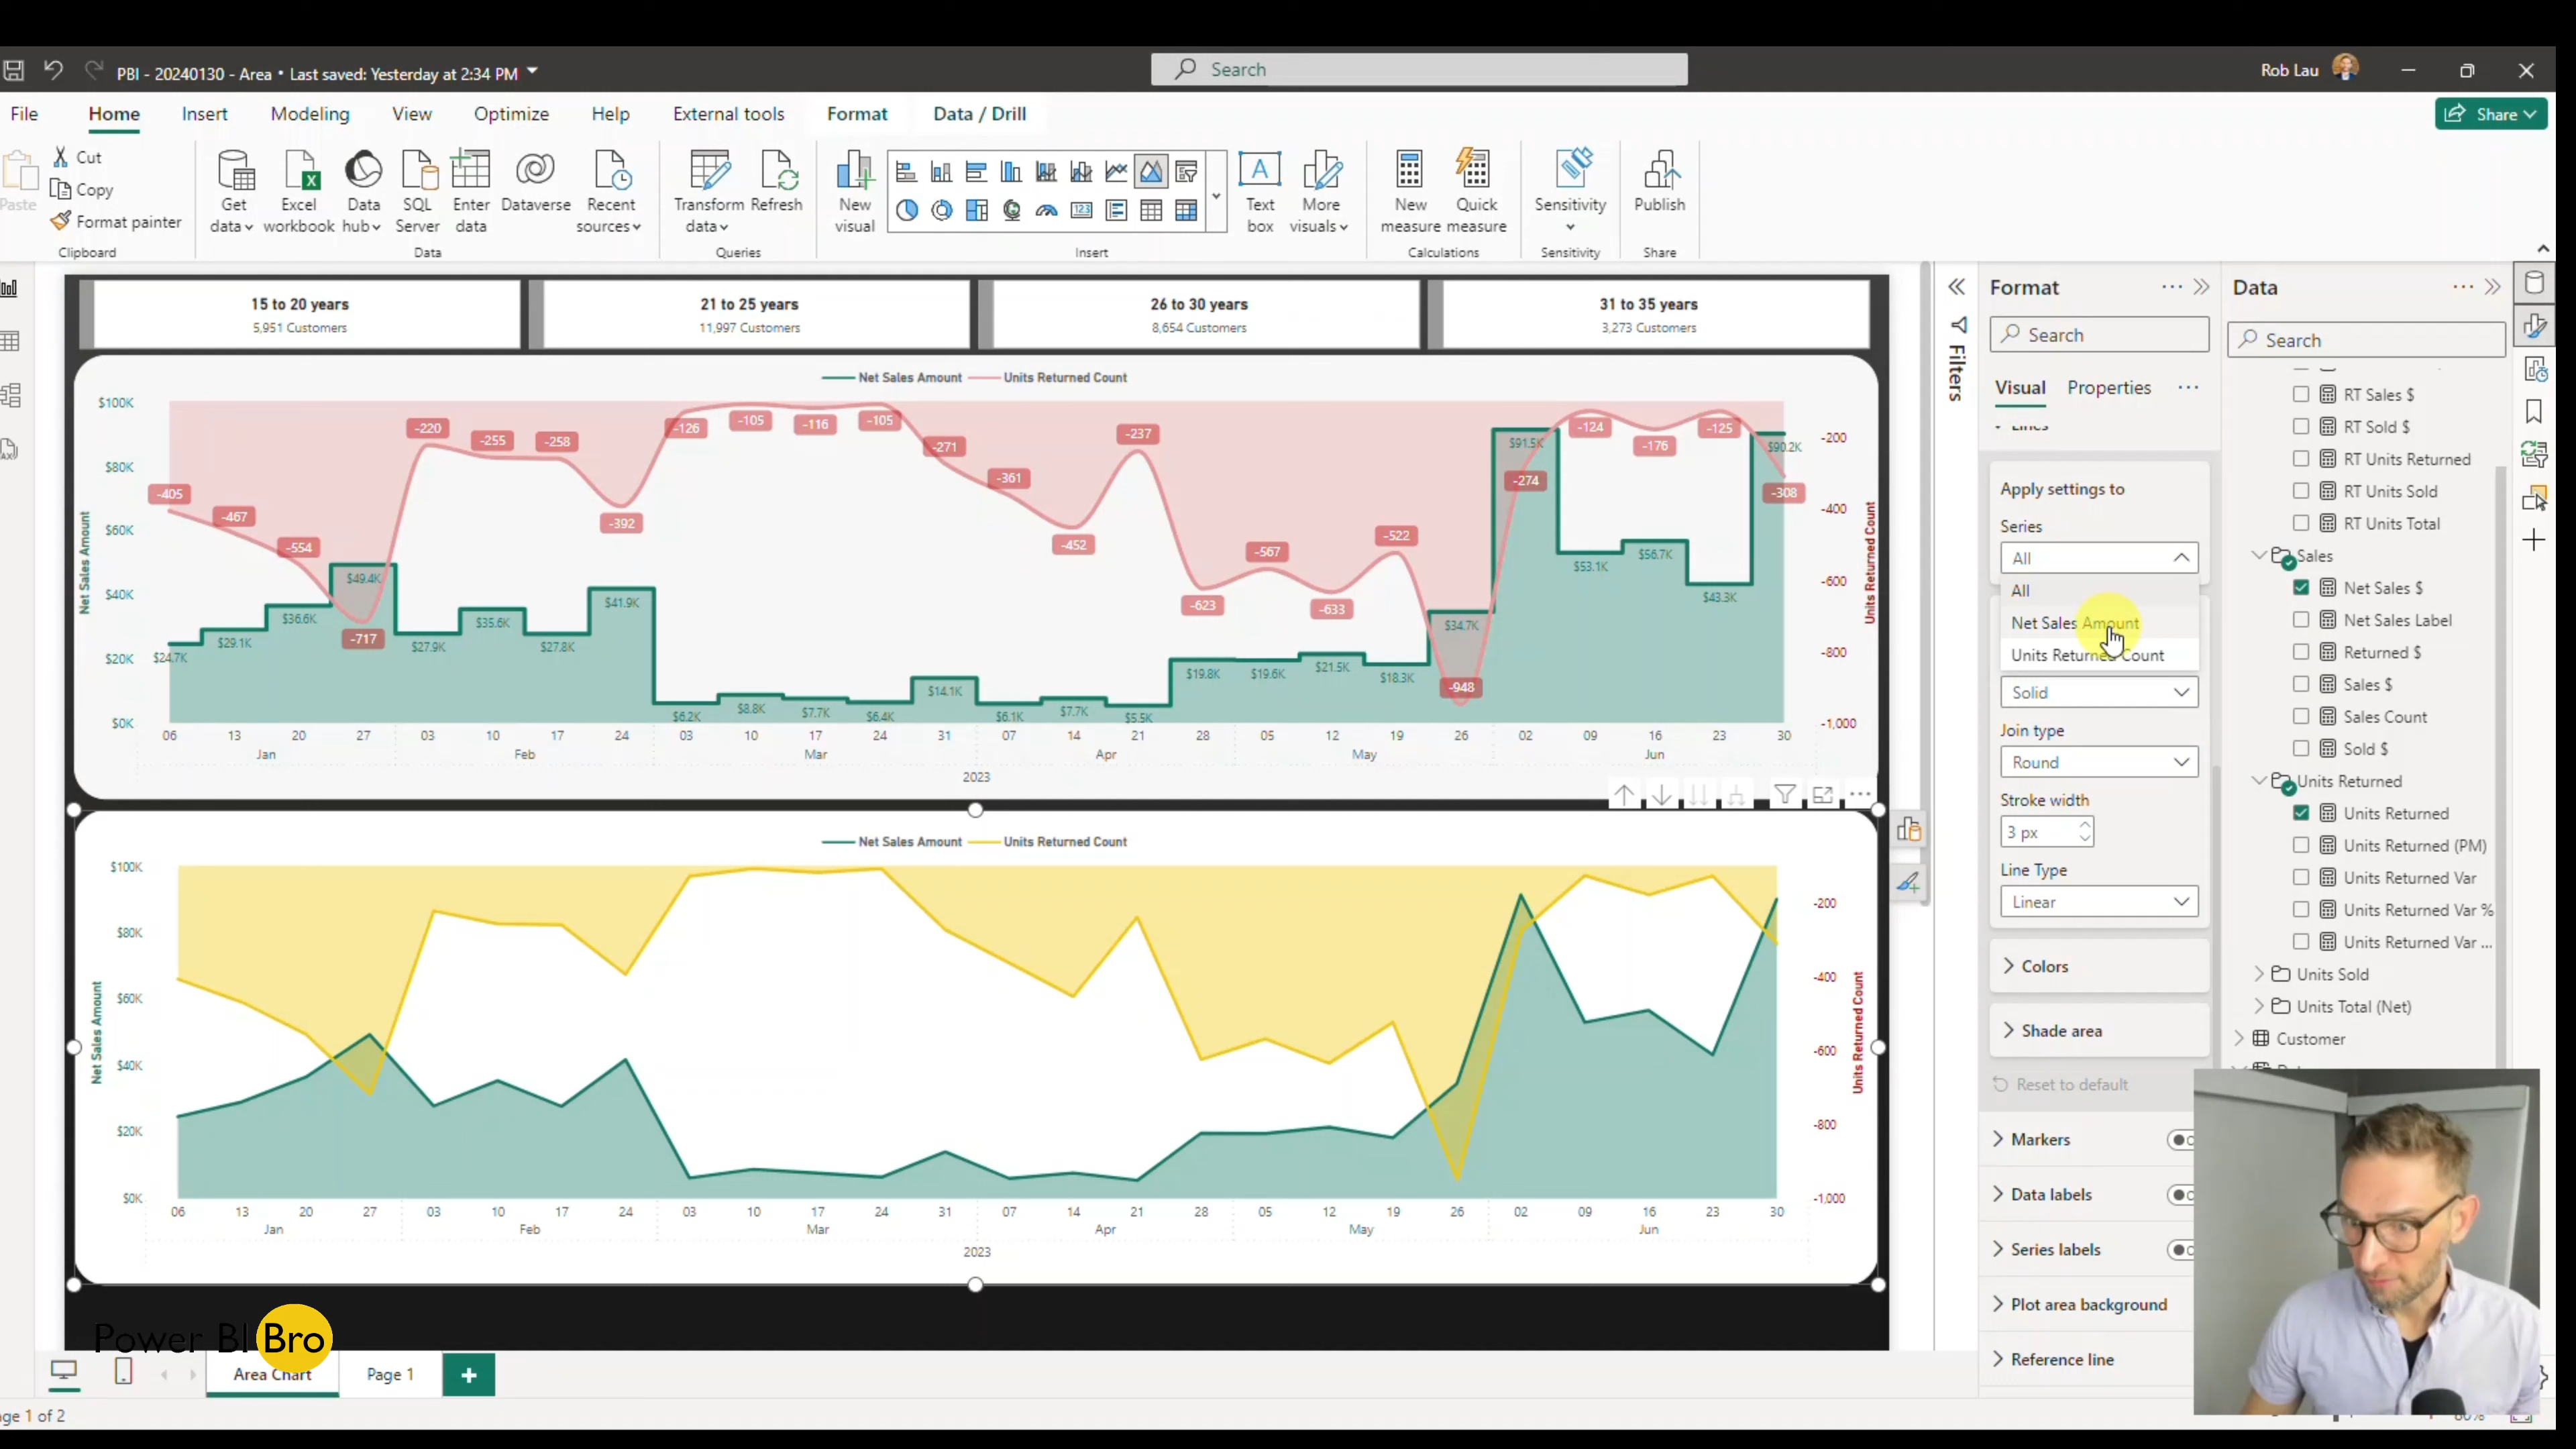 PBI - 20240130 - Area • Last saved: Yesterday at 2:34 PM
Search
Rob Lau
File
Home
Insert
Modeling
View
Optimize
Help
External tools
Format
Data / Drill
Share
Paste
Cut
Copy
Format painter
Clipboard
Get data
Excel workbook
Data hub
SQL Server
Enter data
Dataverse
Recent sources
Data
Transform data
Refresh
Queries
New visual
Insert
Text box
More visuals
New measure
Quick measure
Calculations
Sensitivity
Sensitivity
Publish
Share
15 to 20 years
5,951 Customers
21 to 25 years
11,997 Customers
26 to 30 years
8,654 Customers
31 to 35 years
3,273 Customers
Net Sales Amount
Units Returned Count
$100K
$80K
$60K
$40K
$20K
$0K
Net Sales Amount
-405
-467
-554
-717
-220
-255
-258
-392
-126
-105
-116
-105
-271
-361
-452
-237
-623
-567
-633
-522
-948
-274
-124
-176
-125
-308
$24.7K
$29.1K
$36.6K
$49.4K
$27.9K
$35.6K
$27.8K
$41.9K
$6.2K
$8.8K
$7.7K
$6.4K
$14.1K
$6.1K
$7.7K
$5.5K
$19.8K
$19.6K
$21.5K
$18.3K
$34.7K
$91.5K
$53.1K
$56.7K
$43.3K
$90.2K
-200
-400
-600
-800
-1,000
Units Returned Count
06 13 20 27 03 10 17 24 03 10 17 24 31 07 14 21 28 05 12 19 26 02 09 16 23 30
Jan Feb Mar Apr May Jun
2023
Net Sales Amount
Units Returned Count
$100K
$80K
$60K
$40K
$20K
$0K
Net Sales Amount
-200
-400
-600
-800
-1,000
Units Returned Count
06 13 20 27 03 10 17 24 03 10 17 24 31 07 14 21 28 05 12 19 26 02 09 16 23 30
Jan Feb Mar Apr May Jun
2023
Power BI Bro
Area Chart
Page 1
1 of 2
Filters
Format
Search
Visual
Properties
Lines
Apply settings to
Series
All
All
Net Sales Amount
Units Returned Count
Solid
Join type
Round
Stroke width
3 px
Line Type
Linear
Colors
Shade area
Reset to default
Markers
Data labels
Series labels
Plot area background
Reference line
Data
Search
RT Sales $
RT Sold $
RT Units Returned
RT Units Sold
RT Units Total
Sales
Net Sales $
Net Sales Label
Returned $
Sales $
Sales Count
Sold $
Units Returned
Units Returned
Units Returned (PM)
Units Returned Var
Units Returned Var %
Units Returned Var ...
Units Sold
Units Total (Net)
Customer